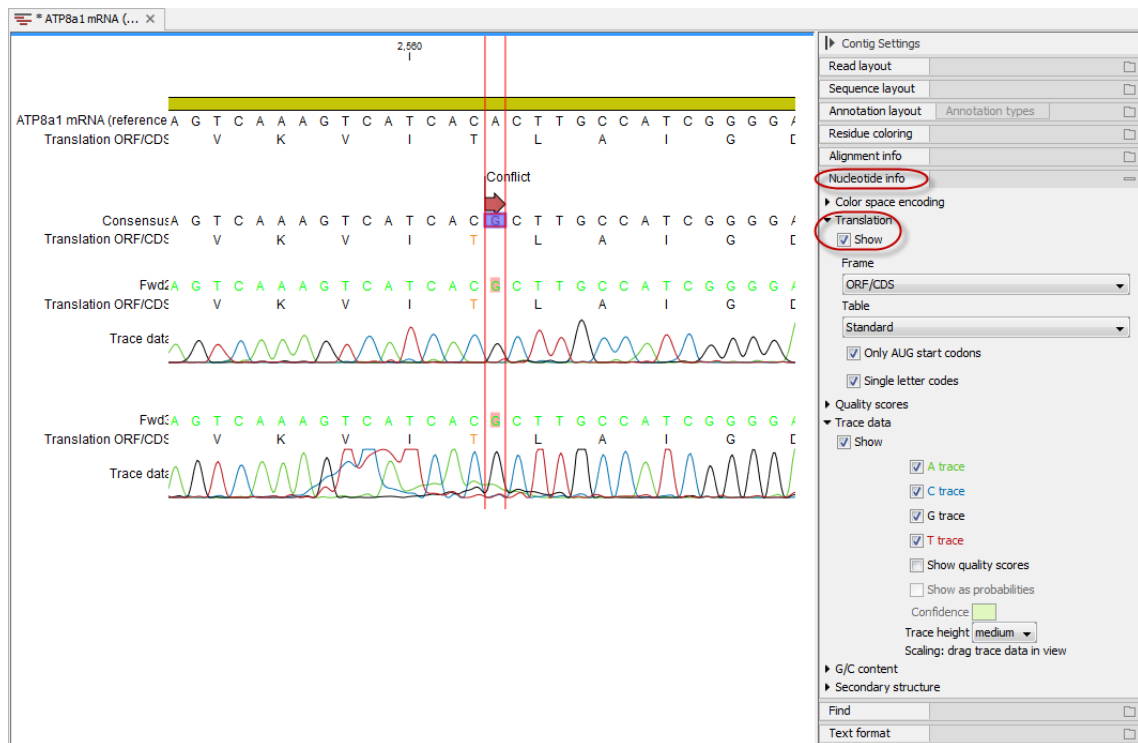 * ATP8a1 mRNA (...
2,560
ATP8a1 mRNA (reference A G T C A A A G T C A T C A C A C T T G C C A T C G G G G A
Translation ORF/CDS V K V I T L A I G
Conflict
Consensus A G T C A A A G T C A T C A C G C T T G C C A T C G G G G A
Translation ORF/CDS V K V I T L A I G
Fwd2 A G T C A A A G T C A T C A C G C T T G C C A T C G G G G A
Translation ORF/CDS V K V I T L A I G
Trace data
Fwd3 A G T C A A A G T C A T C A C G C T T G C C A T C G G G G A
Translation ORF/CDS V K V I T L A I G
Trace data
Contig Settings
Read layout
Sequence layout
Annotation layout Annotation types
Residue coloring
Alignment info
Nucleotide info
Color space encoding
Translation
Show
Frame
ORF/CDS
Table
Standard
Only AUG start codons
Single letter codes
Quality scores
Trace data
Show
A trace
C trace
G trace
T trace
Show quality scores
Show as probabilities
Confidence
Trace height medium
Scaling: drag trace data in view
G/C content
Secondary structure
Find
Text format